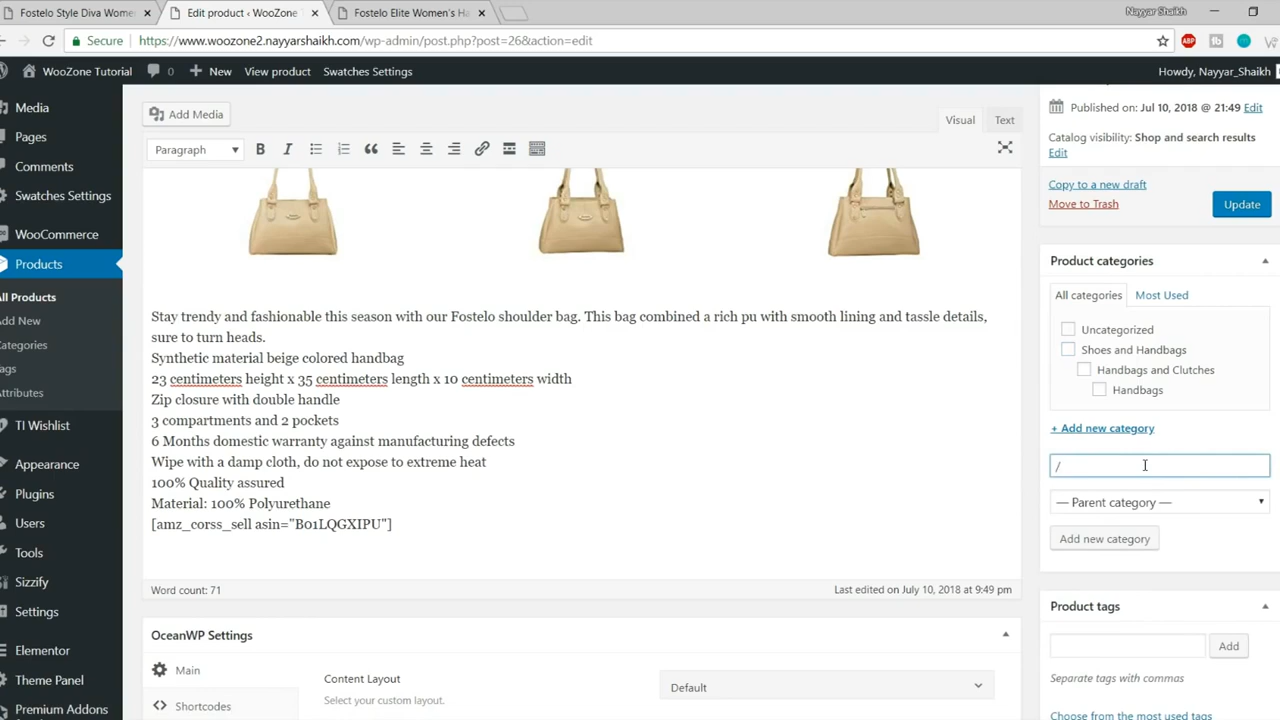 Fostelo Style Diva Wome
Edit product ‹ WooZone
Fostelo Elite Women's Ha
Nayyar Shaikh
Secure
https://www.woozone2.nayyarshaikh.com/wp-admin/post.php?post=26&action=edit
ABP
WooZone Tutorial
0
New
View product
Swatches Settings
Howdy, Nayyar_Shaikh
Media
Pages
Comments
Swatches Settings
WooCommerce
Products
All Products
Add New
Categories
Tags
Attributes
TI Wishlist
Appearance
Plugins
Users
Tools
Sizzify
Settings
Elementor
Theme Panel
Premium Addons
Add Media
Visual
Text
Paragraph
B
I
Stay trendy and fashionable this season with our Fostelo shoulder bag. This bag combined a rich pu with smooth lining and tassle details,
sure to turn heads.
Synthetic material beige colored handbag
23 centimeters height x 35 centimeters length x 10 centimeters width
Zip closure with double handle
3 compartments and 2 pockets
6 Months domestic warranty against manufacturing defects
Wipe with a damp cloth, do not expose to extreme heat
100% Quality assured
Material: 100% Polyurethane
[amz_corss_sell asin="B01LQGXIPU"]
Word count: 71
Last edited on July 10, 2018 at 9:49 pm
OceanWP Settings
Main
Shortcodes
Content Layout
Select your custom layout.
Default
Published on: Jul 10, 2018 @ 21:49 Edit
Catalog visibility: Shop and search results
Edit
Copy to a new draft
Move to Trash
Update
Product categories
All categories
Most Used
Uncategorized
Shoes and Handbags
Handbags and Clutches
Handbags
+ Add new category
/
— Parent category —
Add new category
Product tags
Add
Separate tags with commas
Choose from the most used tags